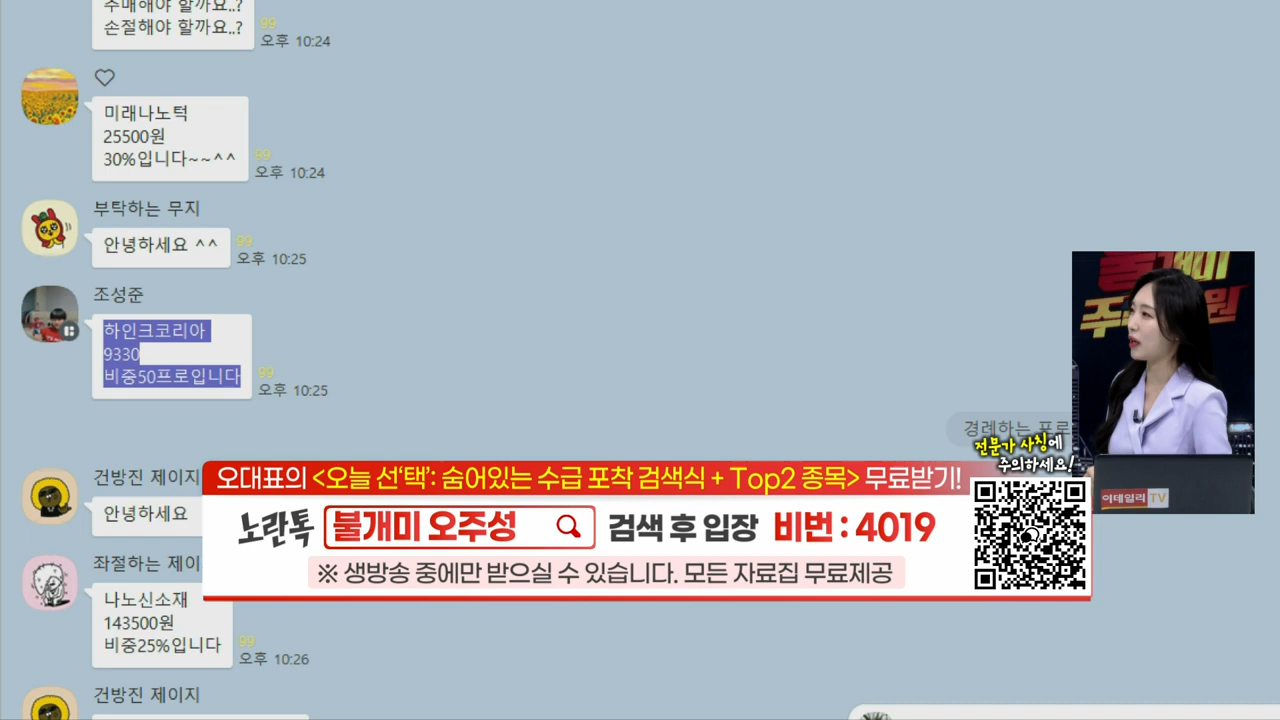 추매해야 할까요..?
손절해야 할까요..?
99
오후 10:24
미래나노턱
25500원
30%입니다~~^^
99
오후 10:24
부탁하는 무지
안녕하세요 ^^
99
오후 10:25
조성준
하인크코리아
9330
비중50프로입니다
99
오후 10:25
경례하는 프로
불개미
주 원
전문가 사칭에
주의하세요!
이데일리TV
건방진 제이지
안녕하세요
오대표의 <오늘 선‘택’: 숨어있는 수급 포착 검색식 + Top2 종목> 무료받기!
노란톡 불개미 오주성 검색 후 입장 비번 : 4019
※ 생방송 중에만 받으실 수 있습니다. 모든 자료집 무료제공
좌절하는 제이
나노신소재
143500원
비중25%입니다
99
오후 10:26
건방진 제이지